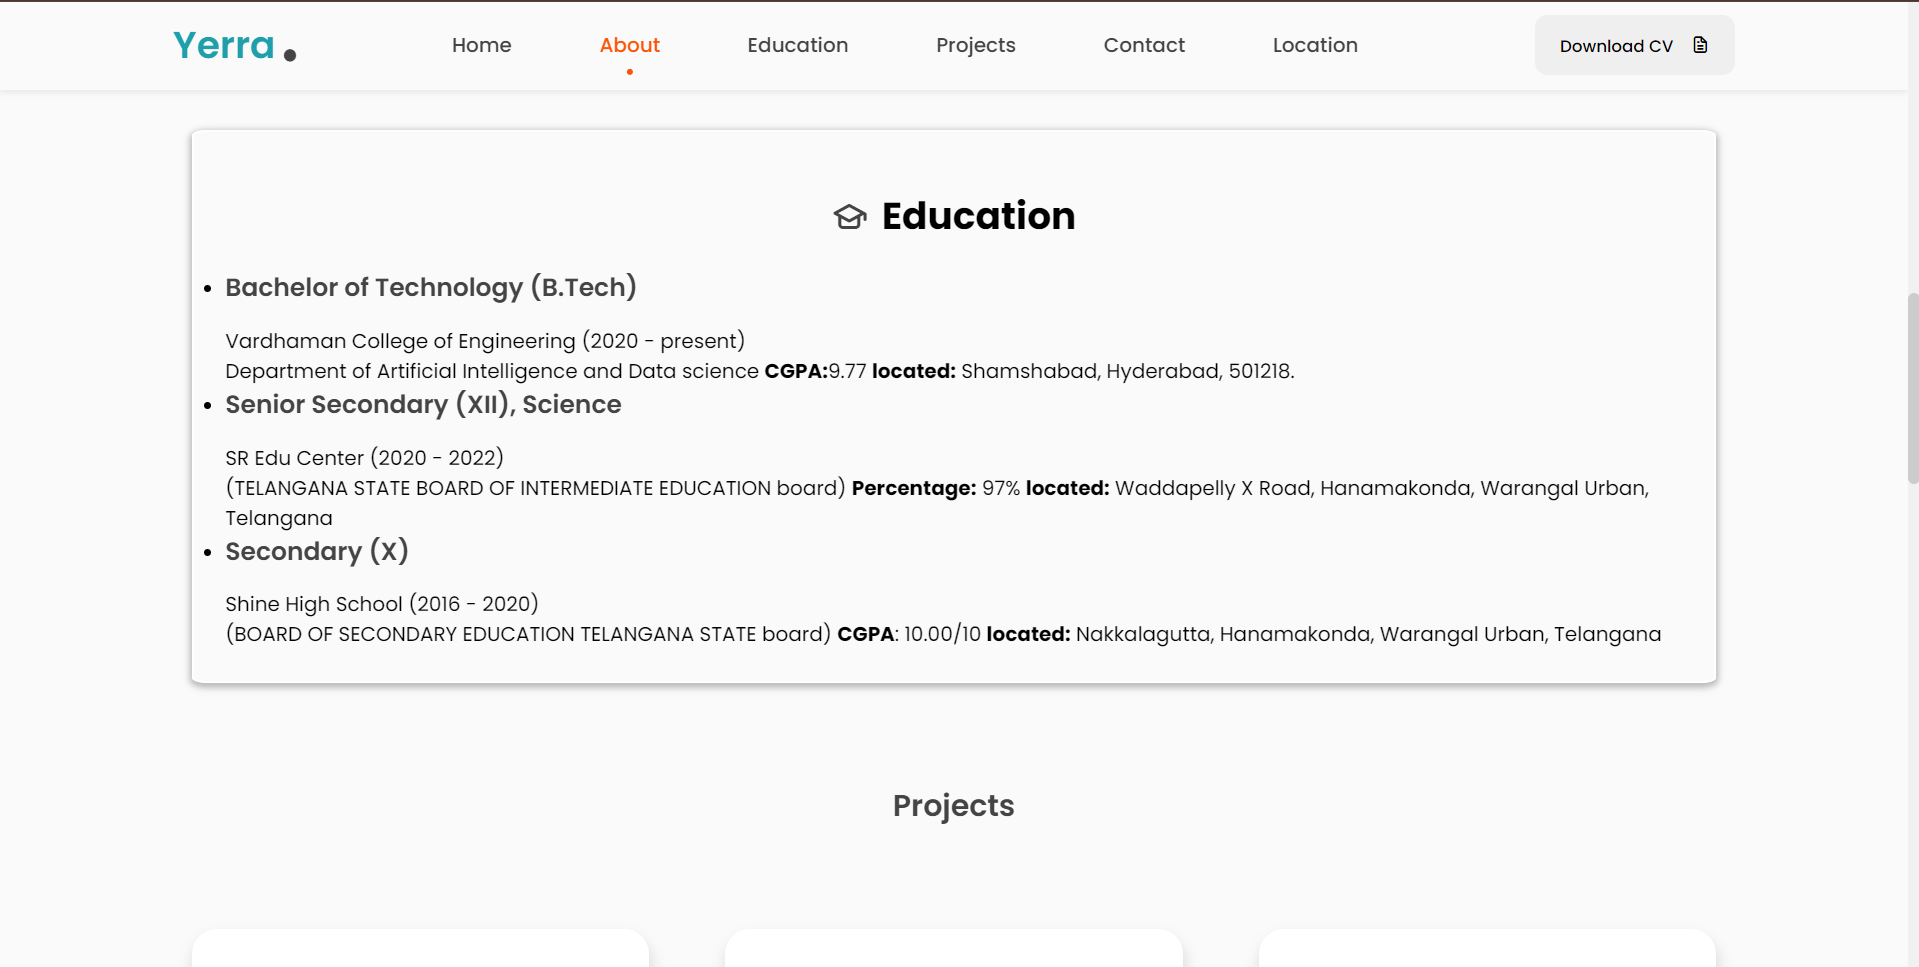 Yerra .
Home About Education Projects Contact Location Download CV
Education
Bachelor of Technology (B.Tech)
Vardhaman College of Engineering (2020 - present)
Department of Artificial Intelligence and Data science CGPA:9.77 located: Shamshabad, Hyderabad, 501218.
Senior Secondary (XII), Science
SR Edu Center (2020 - 2022)
(TELANGANA STATE BOARD OF INTERMEDIATE EDUCATION board) Percentage: 97% located: Waddapelly X Road, Hanamakonda, Warangal Urban,
Telangana
Secondary (X)
Shine High School (2016 - 2020)
(BOARD OF SECONDARY EDUCATION TELANGANA STATE board) CGPA: 10.00/10 located: Nakkalagutta, Hanamakonda, Warangal Urban, Telangana
Projects